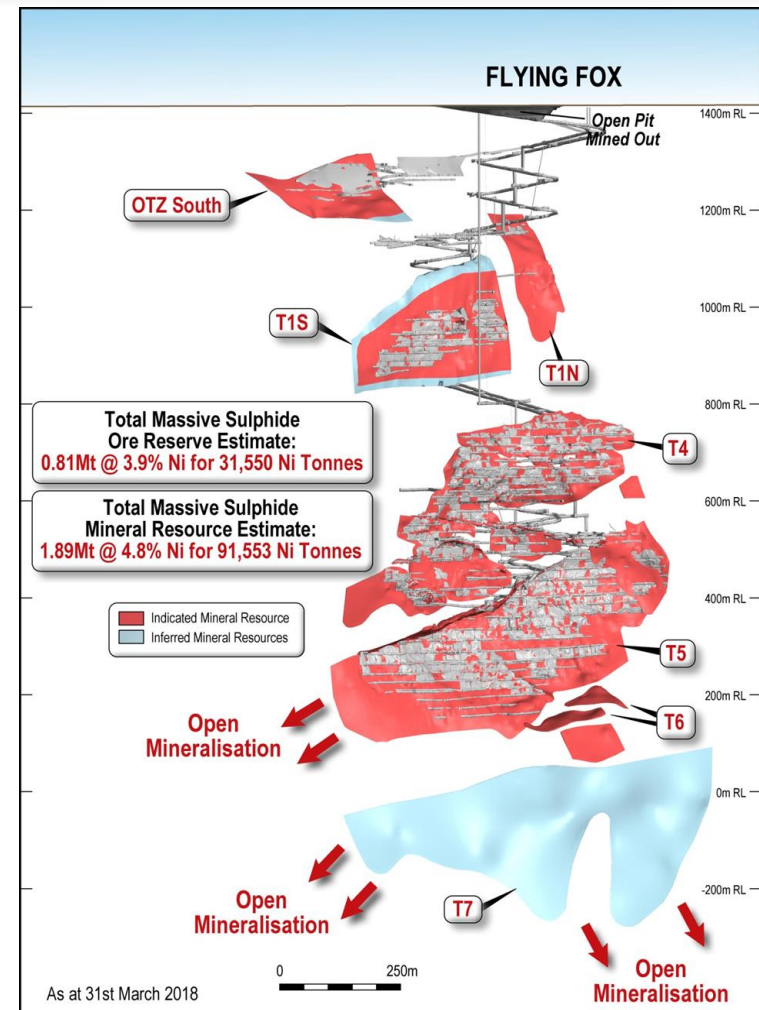 FLYING FOX
Open Pit
Mined Out
1400m RL
OTZ South
1200m RL
1000m RL
T1S
T1N
800m RL
Total Massive Sulphide
Ore Reserve Estimate:
0.81Mt @ 3.9% Ni for 31,550 Ni Tonnes
T4
Total Massive Sulphide
Mineral Resource Estimate:
1.89Mt @ 4.8% Ni for 91,553 Ni Tonnes
600m RL
Indicated Mineral Resource
Inferred Mineral Resources
400m RL
T5
200m RL
T6
Open
Mineralisation
0m RL
Open
Mineralisation
T7
-200m RL
Open
Mineralisation
0 250m
As at 31st March 2018